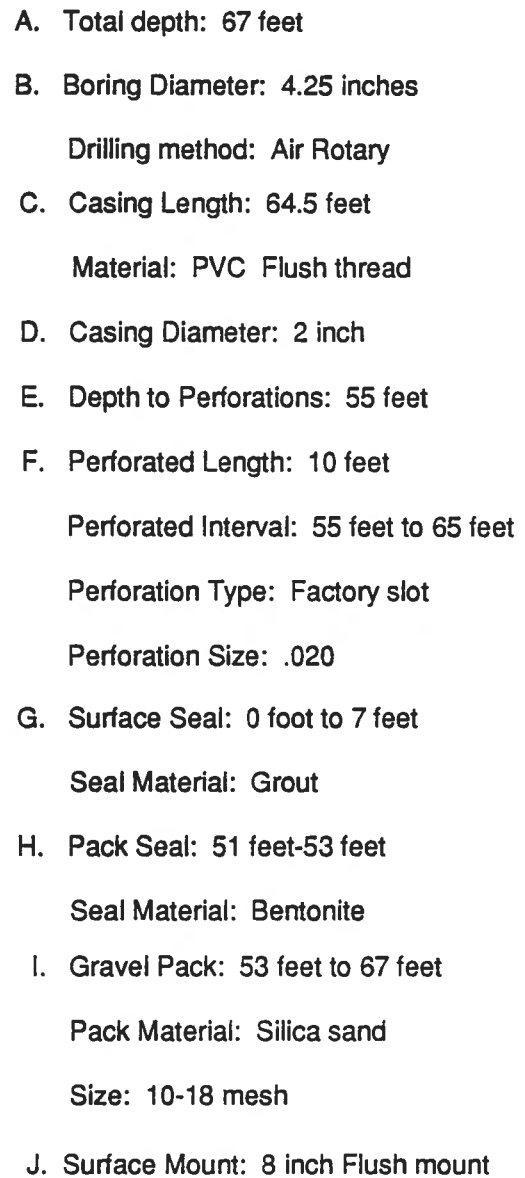 A. Total depth: 67 feet
B. Boring Diameter: 4.25 inches
Drilling method: Air Rotary
C. Casing Length: 64.5 feet
Material: PVC Flush thread
D. Casing Diameter: 2 inch
E. Depth to Perforations: 55 feet
F. Perforated Length: 10 feet
Perforated Interval: 55 feet to 65 feet
Perforation Type: Factory slot
Perforation Size: .020
G. Surface Seal: 0 foot to 7 feet
Seal Material: Grout
H. Pack Seal: 51 feet-53 feet
Seal Material: Bentonite
I. Gravel Pack: 53 feet to 67 feet
Pack Material: Silica sand
Size: 10-18 mesh
J. Surface Mount: 8 inch Flush mount